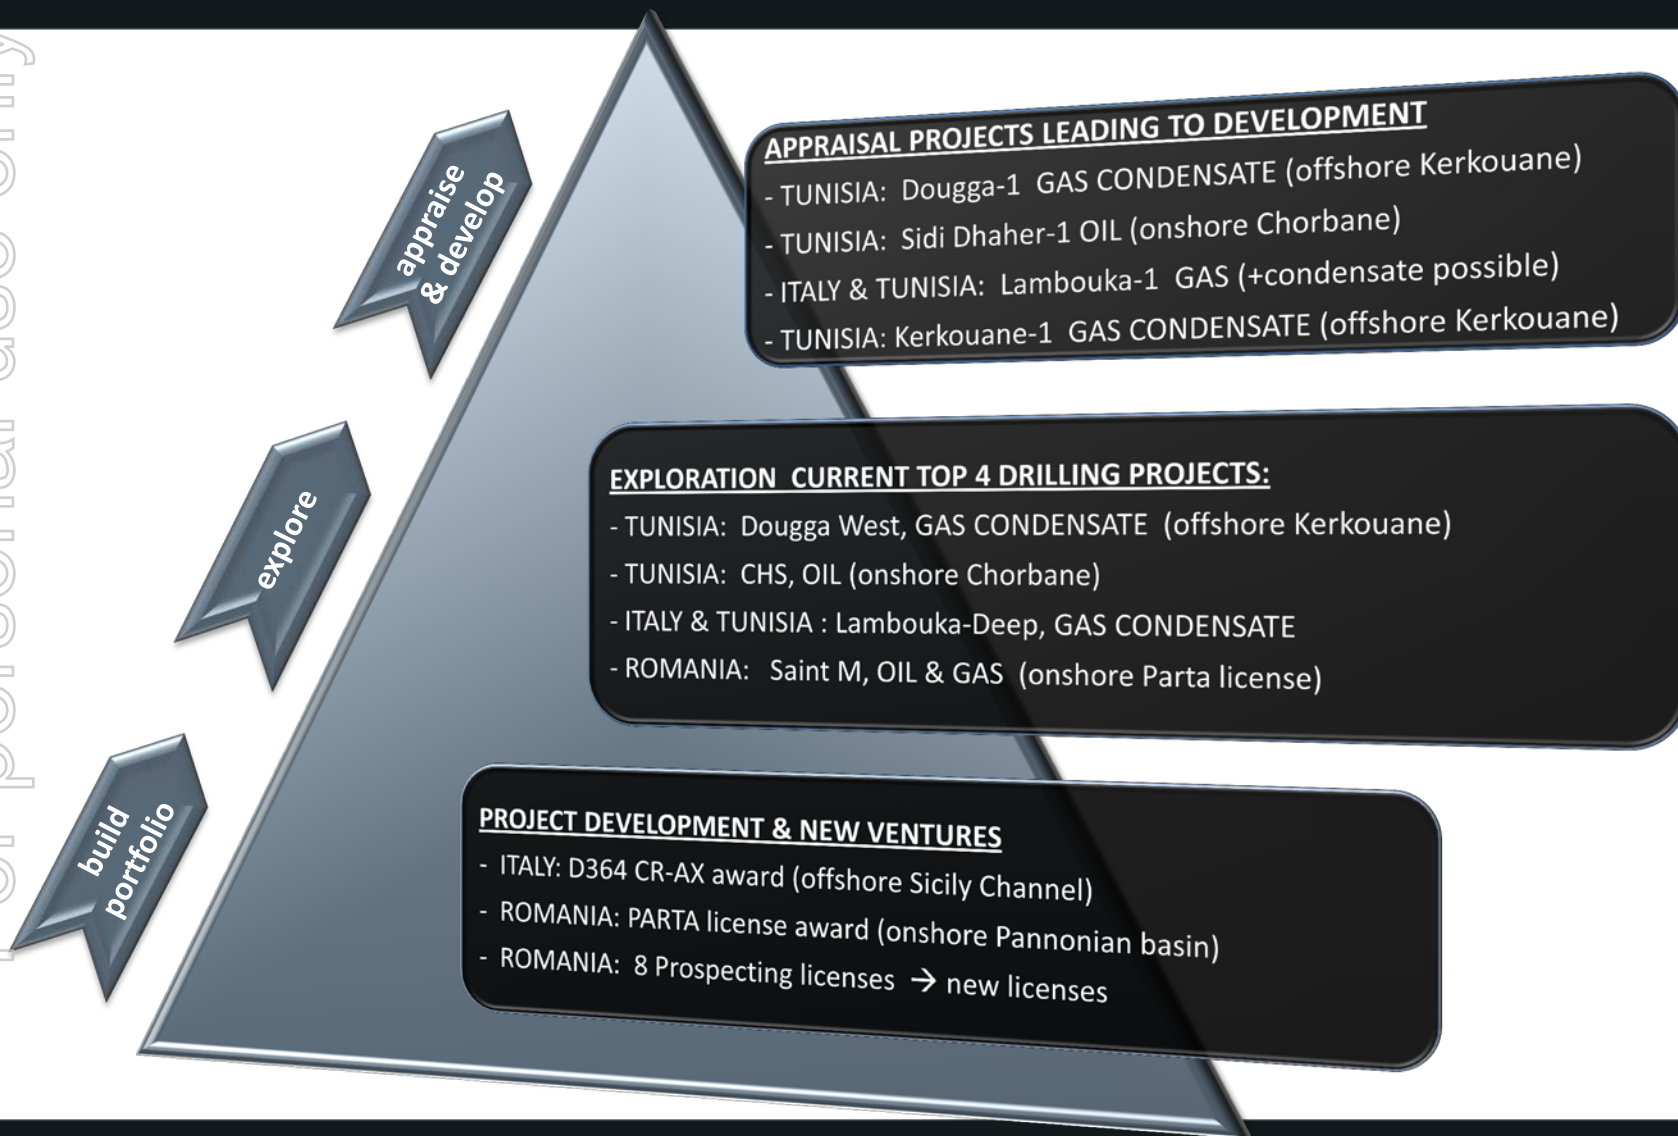 For personal use only
appraise
& develop
APPRAISAL PROJECTS LEADING TO DEVELOPMENT
- TUNISIA: Dougga-1 GAS CONDENSATE (offshore Kerkouane)
- TUNISIA: Sidi Dhaher-1 OIL (onshore Chorbane)
- ITALY & TUNISIA: Lambouka-1 GAS (+condensate possible)
- TUNISIA: Kerkouane-1 GAS CONDENSATE (offshore Kerkouane)
explore
EXPLORATION CURRENT TOP 4 DRILLING PROJECTS:
- TUNISIA: Dougga West, GAS CONDENSATE (offshore Kerkouane)
- TUNISIA: CHS, OIL (onshore Chorbane)
- ITALY & TUNISIA : Lambouka-Deep, GAS CONDENSATE
- ROMANIA: Saint M, OIL & GAS (onshore Parta license)
build
portfolio
PROJECT DEVELOPMENT & NEW VENTURES
- ITALY: D364 CR-AX award (offshore Sicily Channel)
- ROMANIA: PARTA license award (onshore Pannonian basin)
- ROMANIA: 8 Prospecting licenses → new licenses